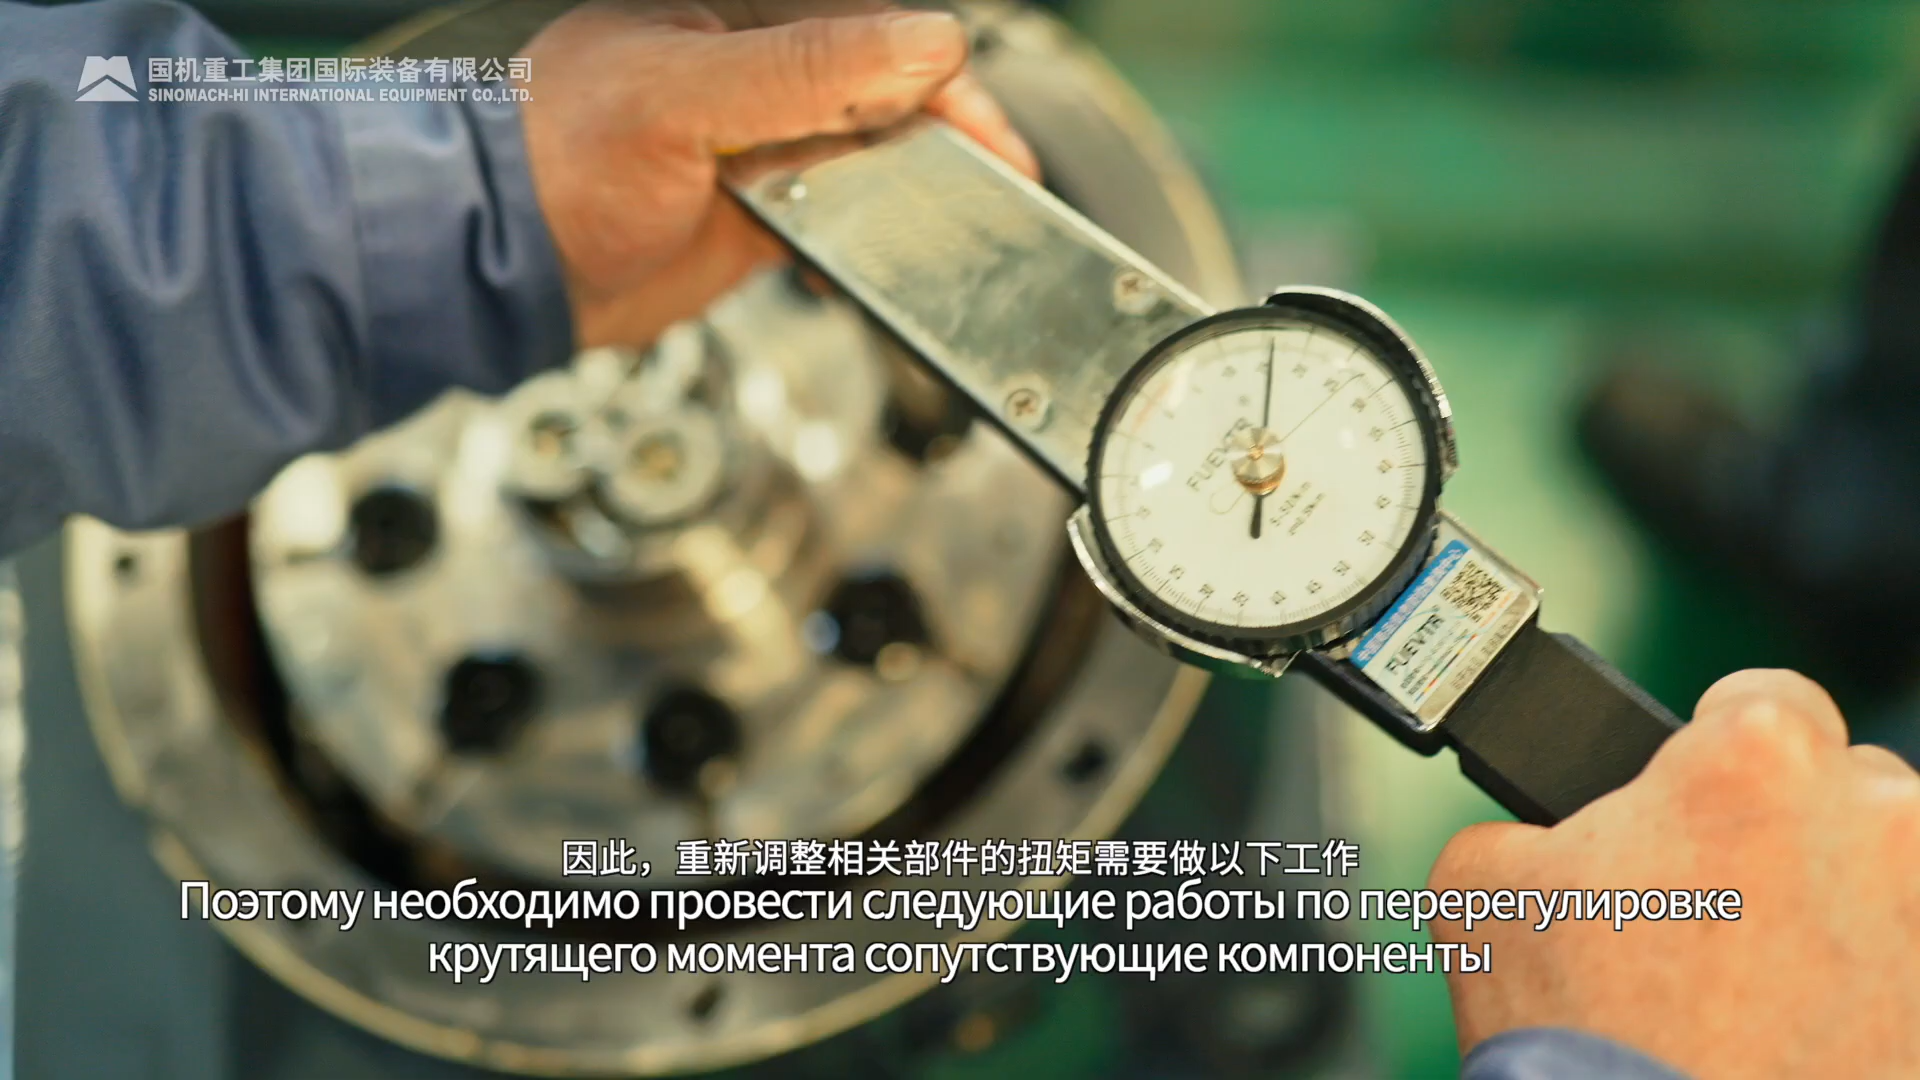 国机重工集团国际装备有限公司
SINOMACH-HI INTERNATIONAL EQUIPMENT CO.,LTD.
FUEVTR
FUEVTR
因此，重新调整相关部件的扭矩需要做以下工作
Поэтому необходимо провести следующие работы по перерегулировке
крутящего момента сопутствующие компоненты